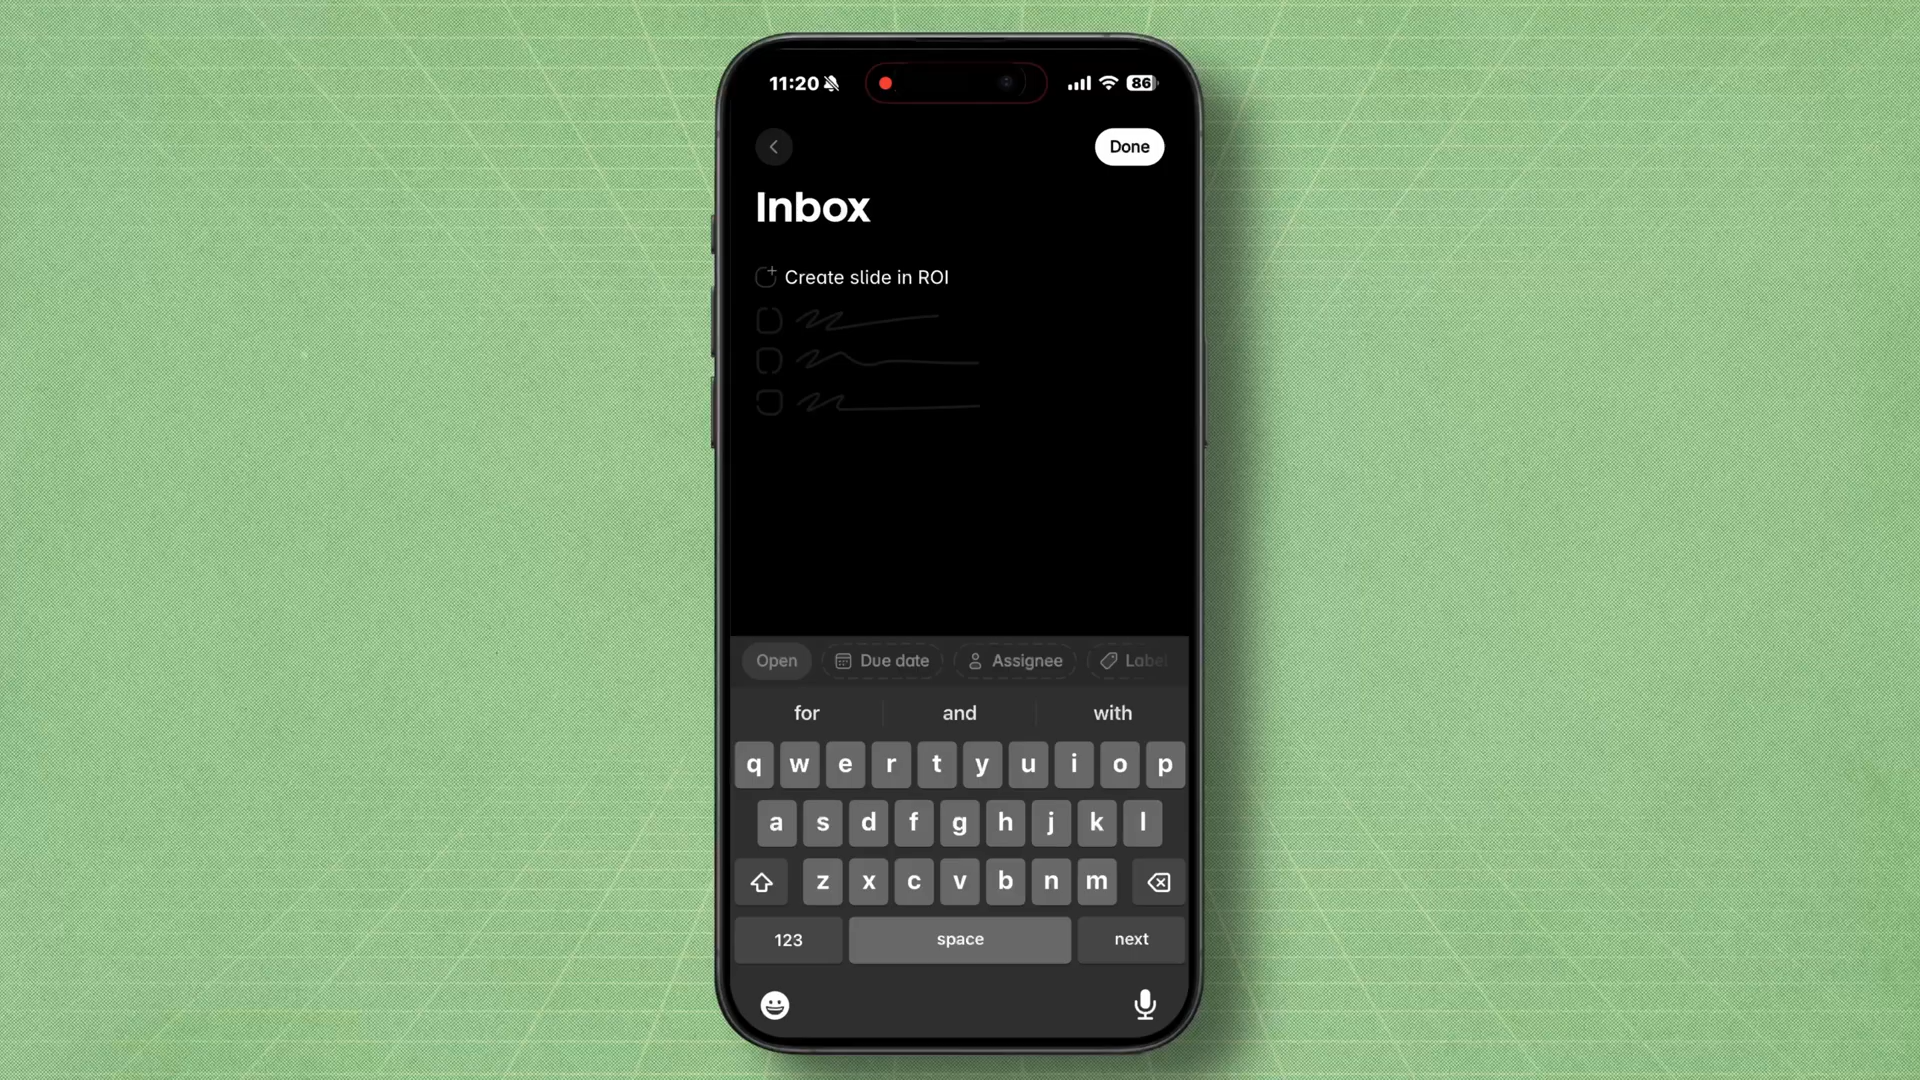 11:20
86
Done
Inbox
Create slide in ROI
Open Due date Assignee Label
for and with
q w e r t y u i o p
a s d f g h j k l
z x c v b n m
123 space next